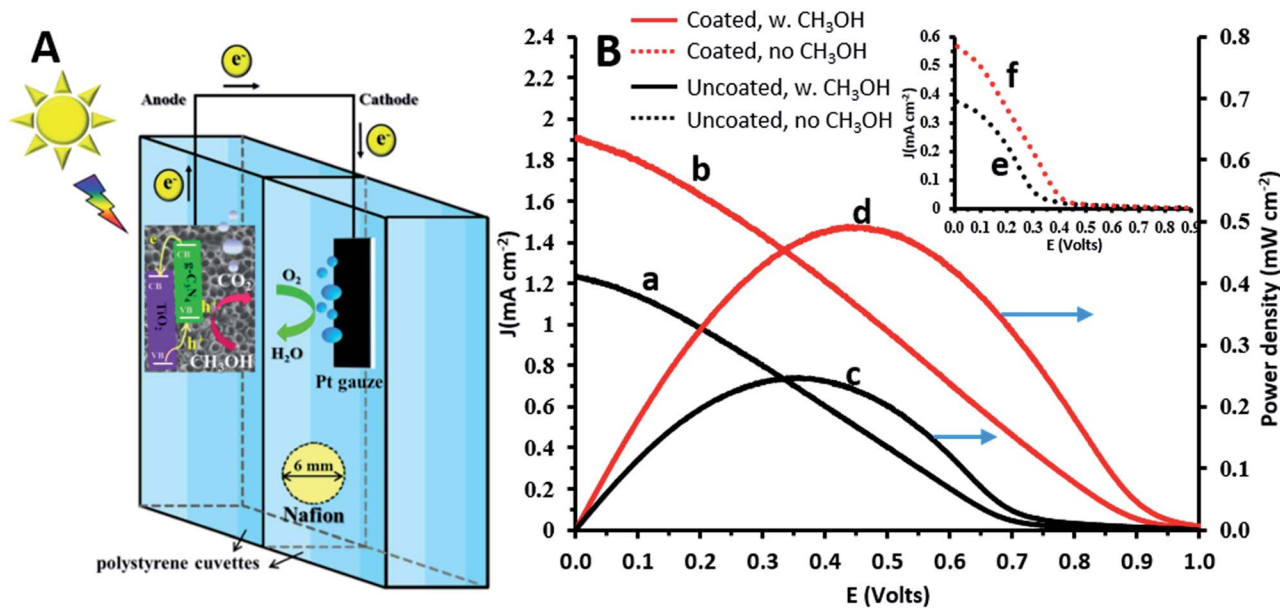 A
e⁻
Anode
Cathode
e⁻
e⁻
e⁻
CB
CB
g-C₃N₄
TiO₂
VB
VB
h⁺
h⁺
CO₂
CH₃OH
O₂
H₂O
Pt gauze
6 mm
Nafion
polystyrene cuvettes
B
Coated, w. CH₃OH
Coated, no CH₃OH
Uncoated, w. CH₃OH
Uncoated, no CH₃OH
J(mA cm⁻²)
2.4
2.2
2
1.8
1.6
1.4
1.2
1
0.8
0.6
0.4
0.2
0
0.0 0.1 0.2 0.3 0.4 0.5 0.6 0.7 0.8 0.9 1.0
E (Volts)
a
b
c
d
0.8
0.7
0.6
0.5
0.4
0.3
0.2
0.1
0.0
Power density (mW cm⁻²)
J(mA cm⁻²)
0.6
0.5
0.4
0.3
0.2
0.1
0
f
e
0.0 0.1 0.2 0.3 0.4 0.5 0.6 0.7 0.8 0.9
E (Volts)